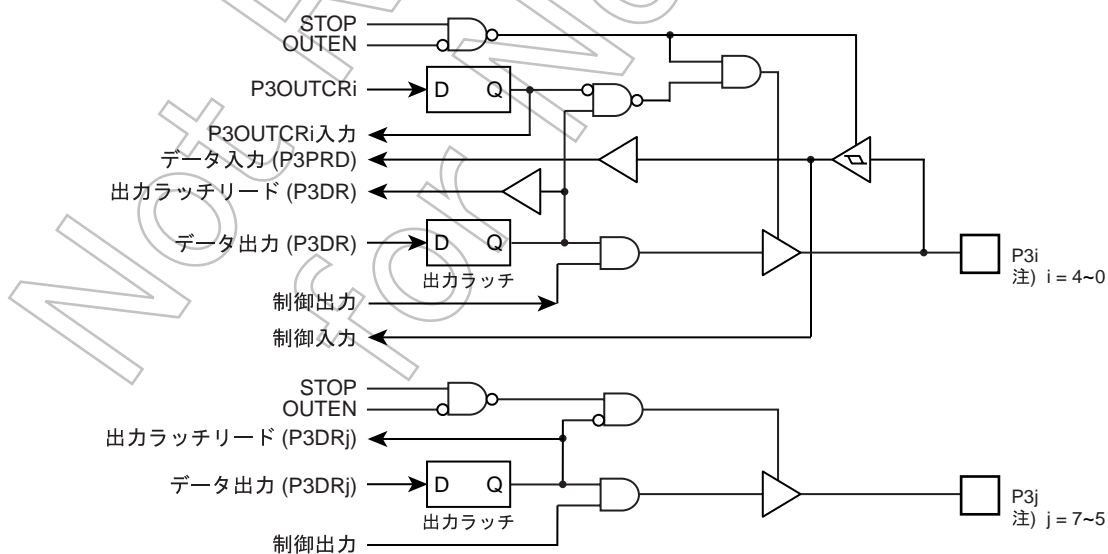 STOP
OUTEN
P3OUTCRi
D Q
P3OUTCRi入力
データ入力 (P3PRD)
出力ラッチリード (P3DR)
データ出力 (P3DR)
D Q
出力ラッチ
P3i
注) i = 4~0
制御出力
制御入力
STOP
OUTEN
出力ラッチリード (P3DRj)
データ出力 (P3DRj)
D Q
出力ラッチ
P3j
注) j = 7~5
制御出力
Not
for